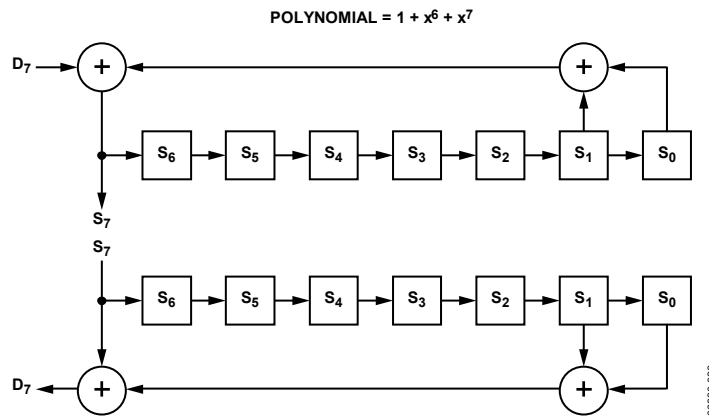 POLYNOMIAL = 1 + x⁶ + x⁷
D₇ + +
S₆ S₅ S₄ S₃ S₂ S₁ S₀
S₇
S₇
S₆ S₅ S₄ S₃ S₂ S₁ S₀
D₇ + +